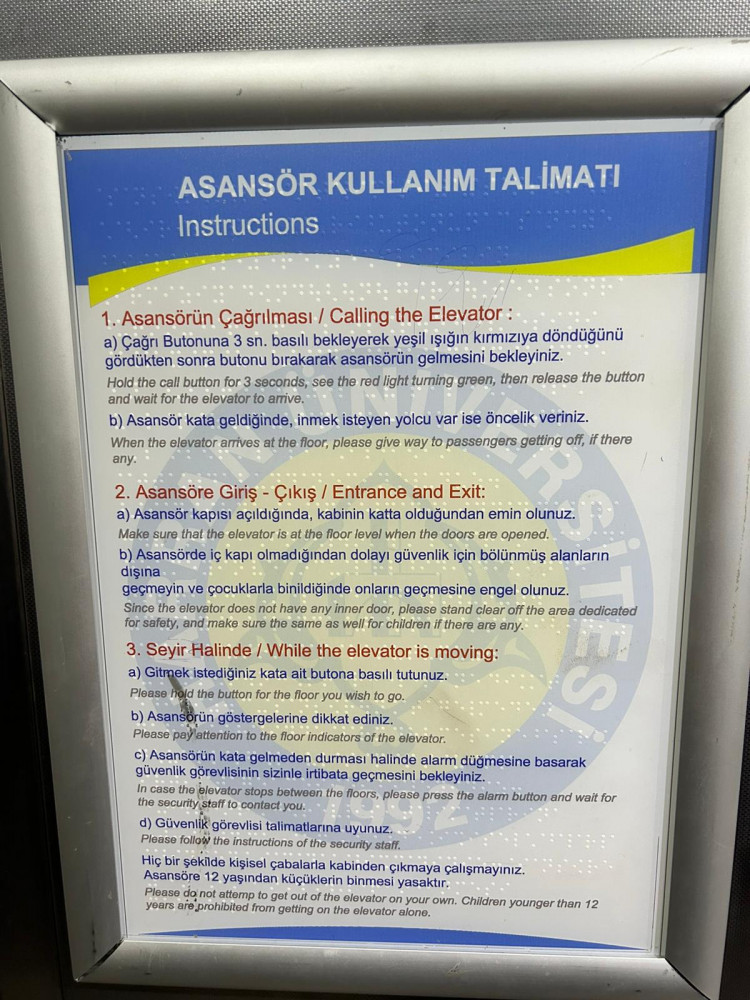 ASANSÖR KULLANIM TALİMATI
Instructions
1. Asansörün Çağrılması / Calling the Elevator :
a) Çağrı Butonuna 3 sn. basılı bekleyerek yeşil ışığın kırmızıya döndüğünü
gördükten sonra butonu bırakarak asansörün gelmesini bekleyiniz.
Hold the call button for 3 seconds, see the red light turning green, then release the button
and wait for the elevator to arrive.
b) Asansör kata geldiğinde, inmek isteyen yolcu var ise öncelik veriniz.
When the elevator arrives at the floor, please give way to passengers getting off, if there
any.
2. Asansöre Giriş - Çıkış / Entrance and Exit:
a) Asansör kapısı açıldığında, kabinin katta olduğundan emin olunuz.
Make sure that the elevator is at the floor level when the doors are opened.
b) Asansörde iç kapı olmadığından dolayı güvenlik için bölünmüş alanların
dışına
geçmeyin ve çocuklarla binildiğinde onların geçmesine engel olunuz.
Since the elevator does not have any inner door, please stand clear off the area dedicated
for safety, and make sure the same as well for children if there are any.
3. Seyir Halinde / While the elevator is moving:
a) Gitmek istediğiniz kata ait butona basılı tutunuz.
Please hold the button for the floor you wish to go.
b) Asansörün göstergelerine dikkat ediniz.
Please pay attention to the floor indicators of the elevator.
c) Asansörün kata gelmeden durması halinde alarm düğmesine basarak
güvenlik görevlisinin sizinle irtibata geçmesini bekleyiniz.
In case the elevator stops between the floors, please press the alarm button and wait for
the security staff to contact you.
d) Güvenlik görevlisi talimatlarına uyunuz.
Please follow the instructions of the security staff.
Hiç bir şekilde kişisel çabalarla kabinden çıkmaya çalışmayınız.
Asansöre 12 yaşından küçüklerin binmesi yasaktır.
Please do not attemp to get out of the elevator on your own. Children younger than 12
years are prohibited from getting on the elevator alone.
ÜNİVERSİTESİ
1992